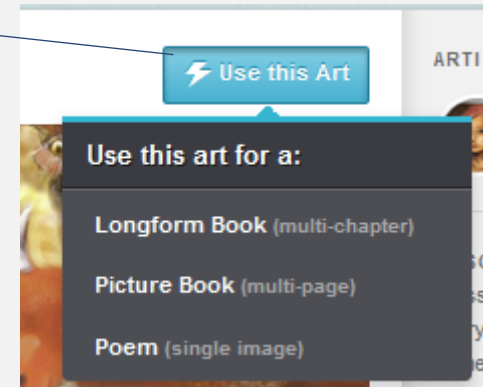 Use this Art
ARTI
Use this art for a:
Longform Book (multi-chapter)
Picture Book (multi-page)
Poem (single image)